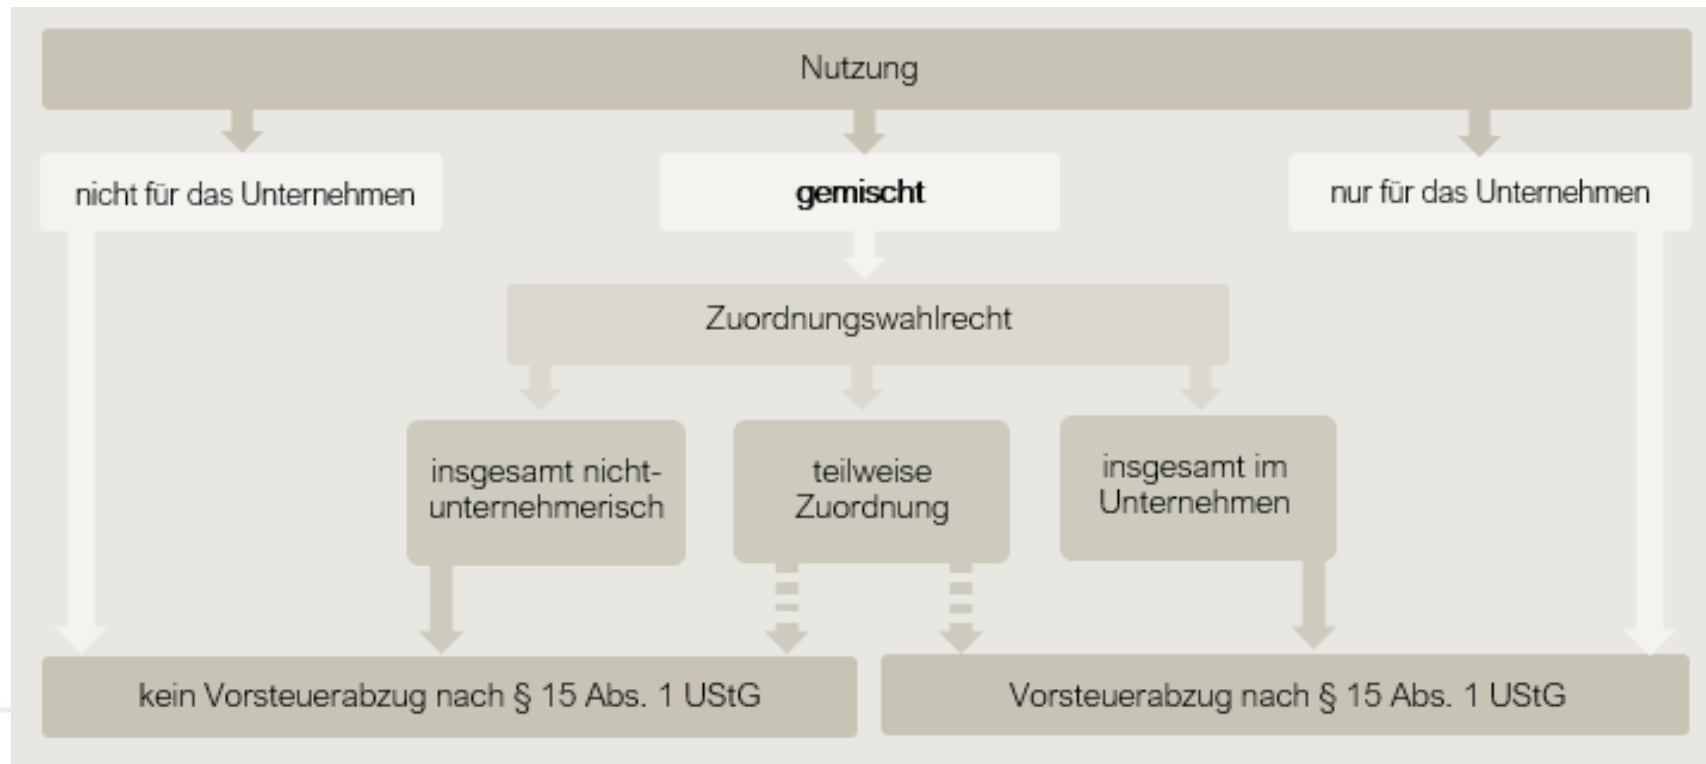 Nutzung
nicht für das Unternehmen
gemischt
nur für das Unternehmen
Zuordnungswahlrecht
insgesamt nicht-
unternehmerisch
teilweise
Zuordnung
insgesamt im
Unternehmen
kein Vorsteuerabzug nach § 15 Abs. 1 UStG
Vorsteuerabzug nach § 15 Abs. 1 UStG